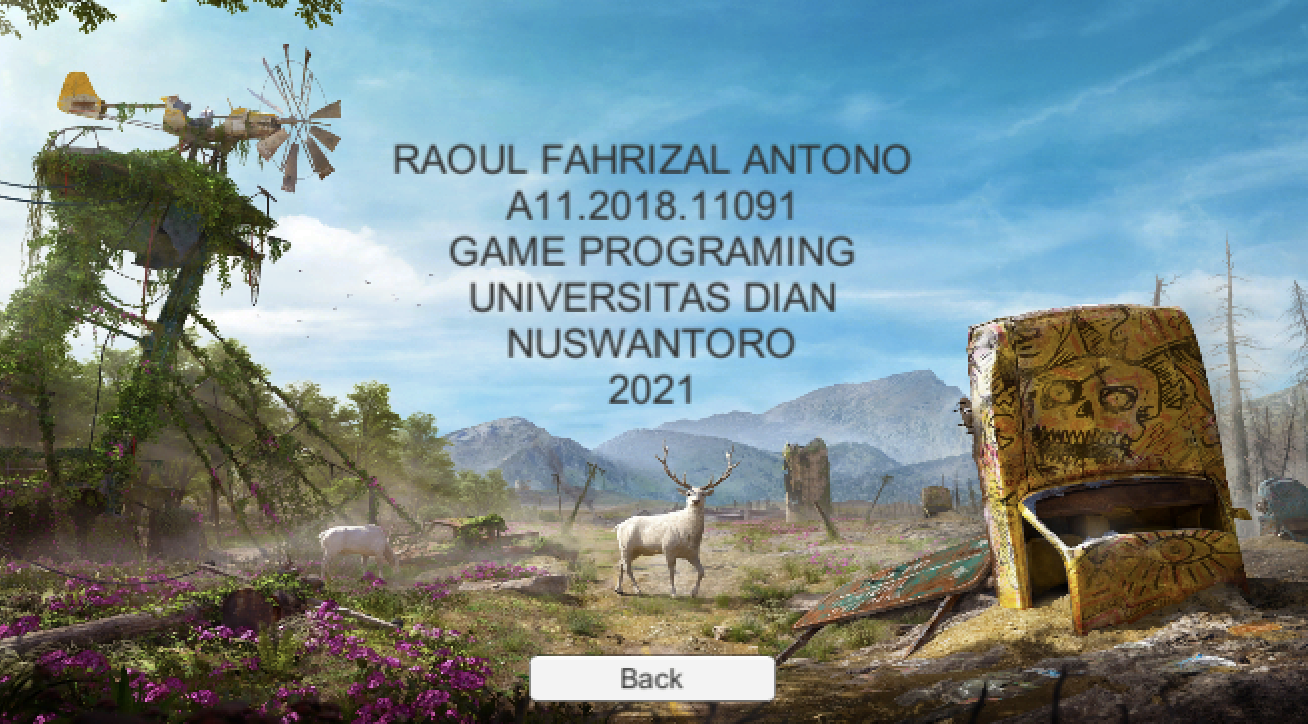 RAOUL FAHRIZAL ANTONO
A11.2018.11091
GAME PROGRAMING
UNIVERSITAS DIAN
NUSWANTORO
2021
Back